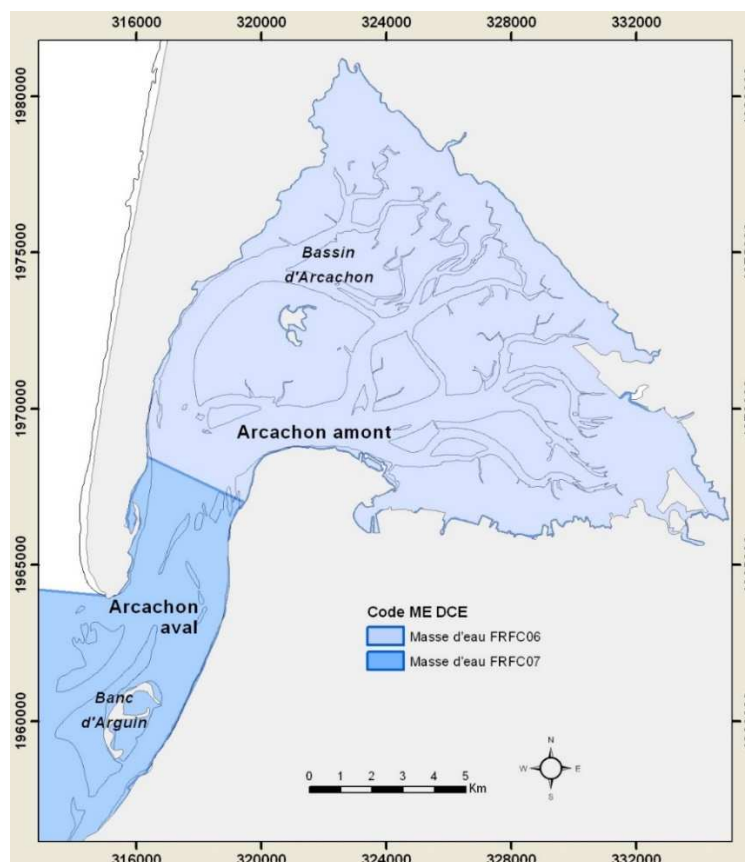 316000 320000 324000 328000 332000
1980000
1975000
1970000
1965000
1960000
Bassin
d'Arcachon
Arcachon amont
Arcachon
aval
Banc
d'Arguin
Code ME DCE
Masse d'eau FRFC06
Masse d'eau FRFC07
0 1 2 3 4 5
Km
N
W E
S
316000 320000 324000 328000 332000